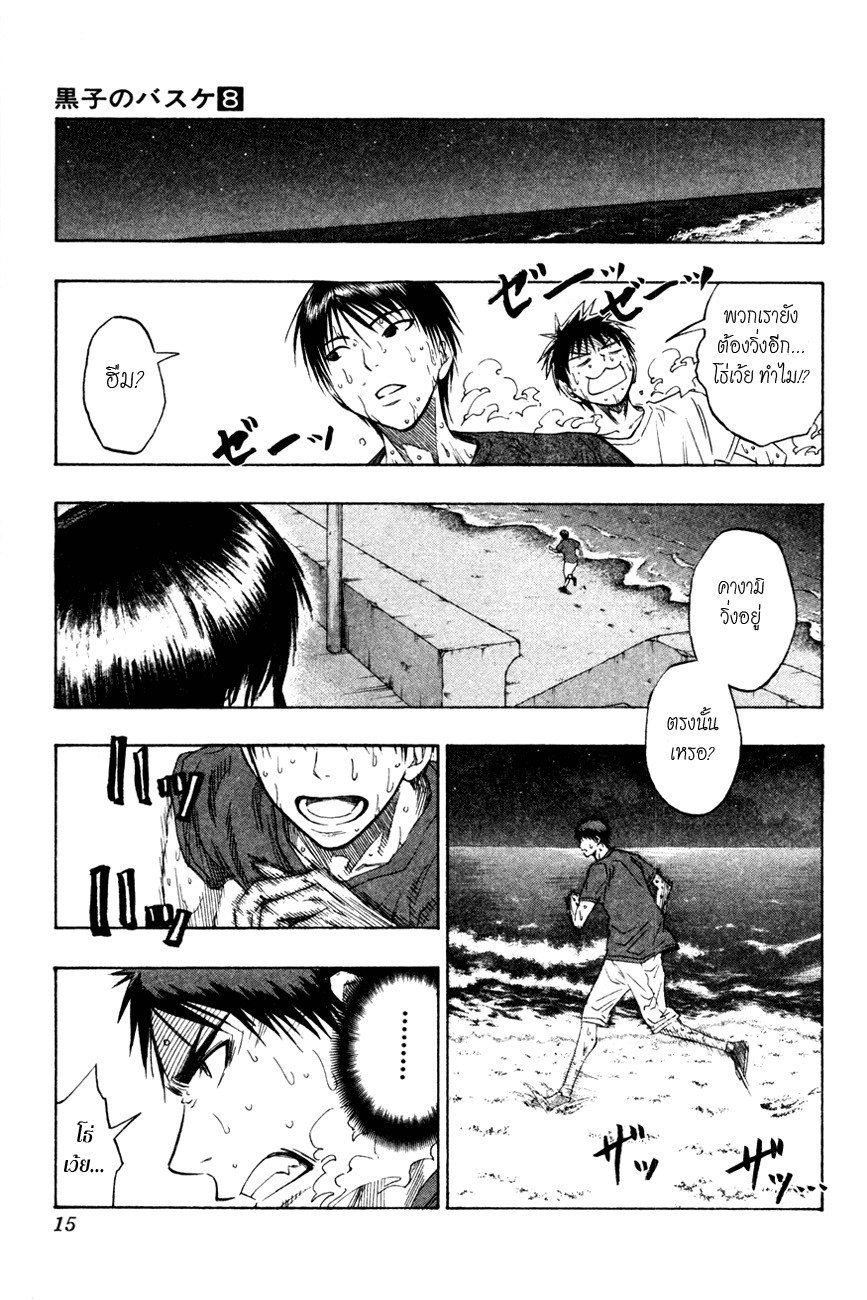 黒子のバスケ8
ゼーッ
ゼーッ
พวกเรายัง
ต้องวิ่งอีก...
โธ่เว้ย ทำไม!?
ฮืม?
ゼーッ
คางามิ
วิ่งอยู่
ตรงนั้น
เหรอ?
ハッ
ハッ
ザッ
ザッ...
.........
โธ่
เว้ย...
15